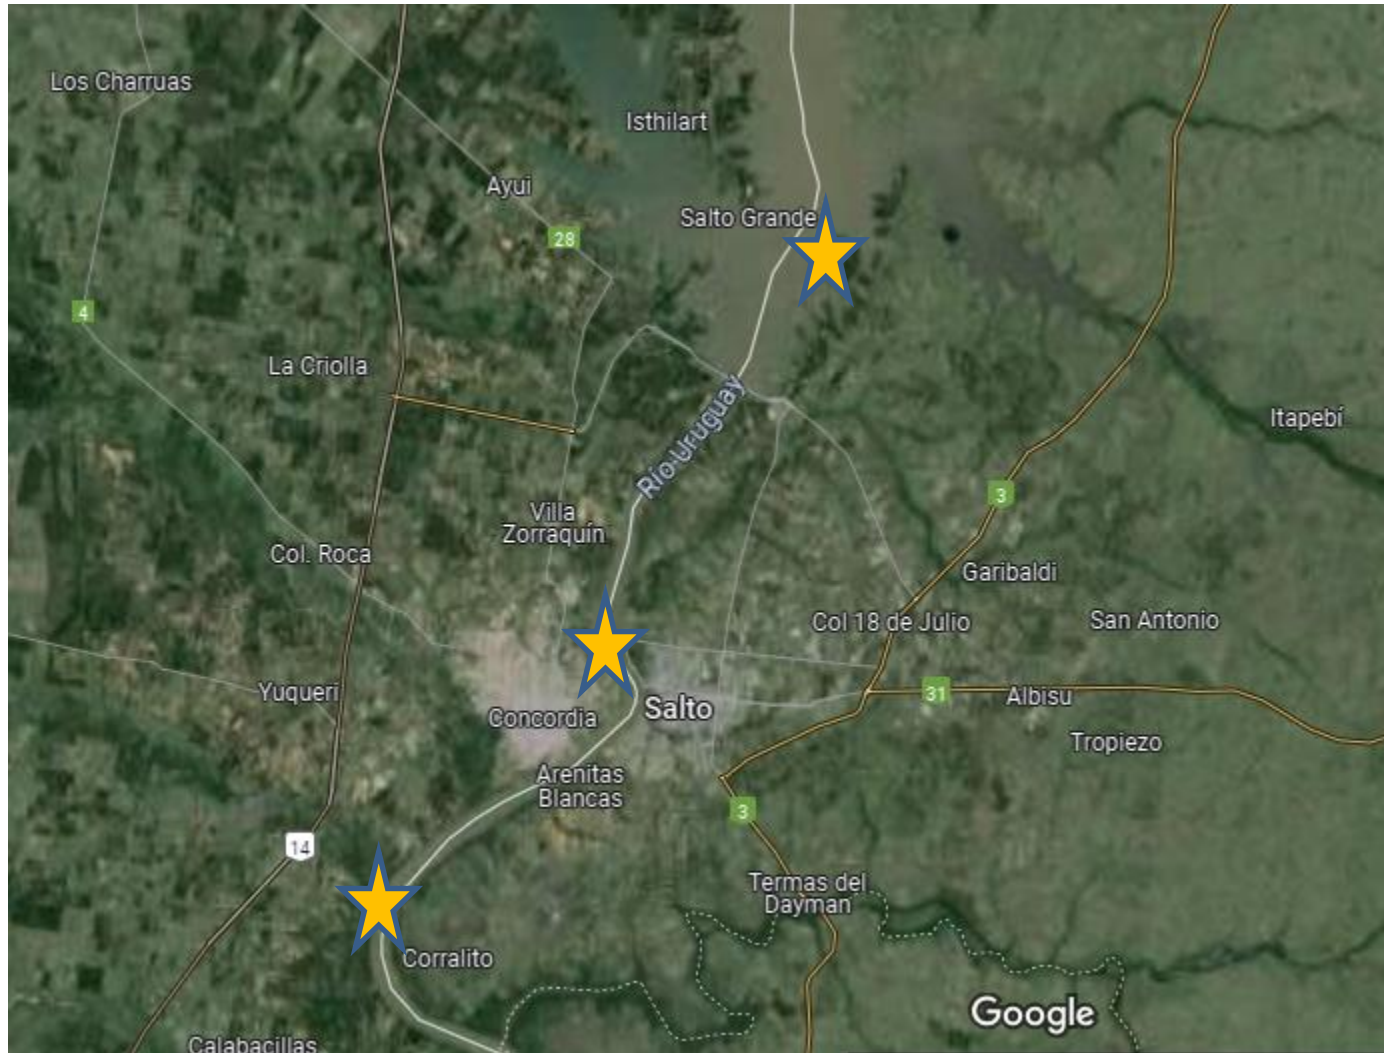 Los Charruas
Isthilart
Ayui
Salto Grande
28
4
La Criolla
Río Uruguay
Itapebí
3
Villa
Zorraquín
Col. Roca
Garibaldi
Col 18 de Julio
San Antonio
Yuqueri
31
Albisu
Concordia
Salto
Tropiezo
Arenitas
Blancas
3
14
Termas del
Dayman
Corralito
Google
Calabacillas